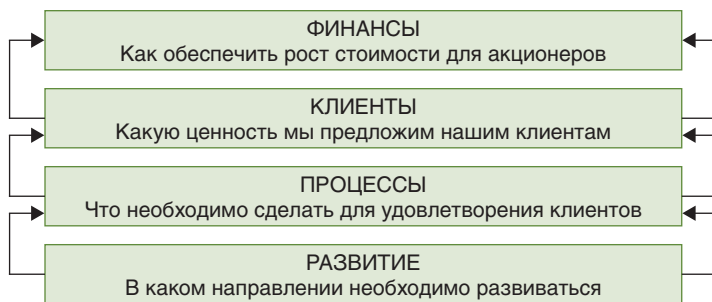 ФИНАНСЫ
Как обеспечить рост стоимости для акционеров
КЛИЕНТЫ
Какую ценность мы предложим нашим клиентам
ПРОЦЕССЫ
Что необходимо сделать для удовлетворения клиентов
РАЗВИТИЕ
В каком направлении необходимо развиваться